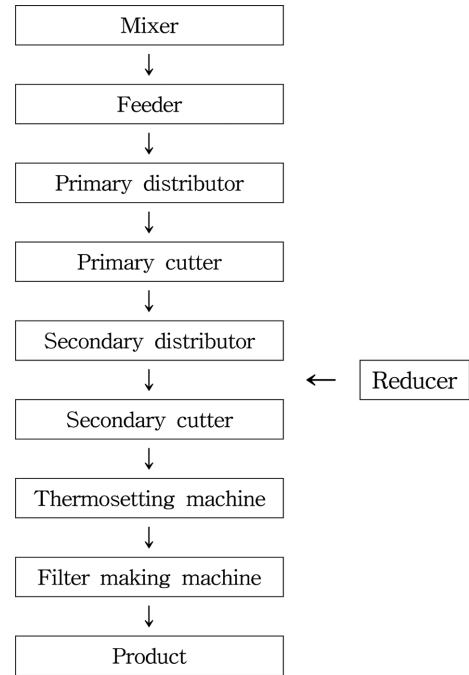 Mixer
Feeder
Primary distributor
Primary cutter
Secondary distributor
Reducer
Secondary cutter
Thermosetting machine
Filter making machine
Product